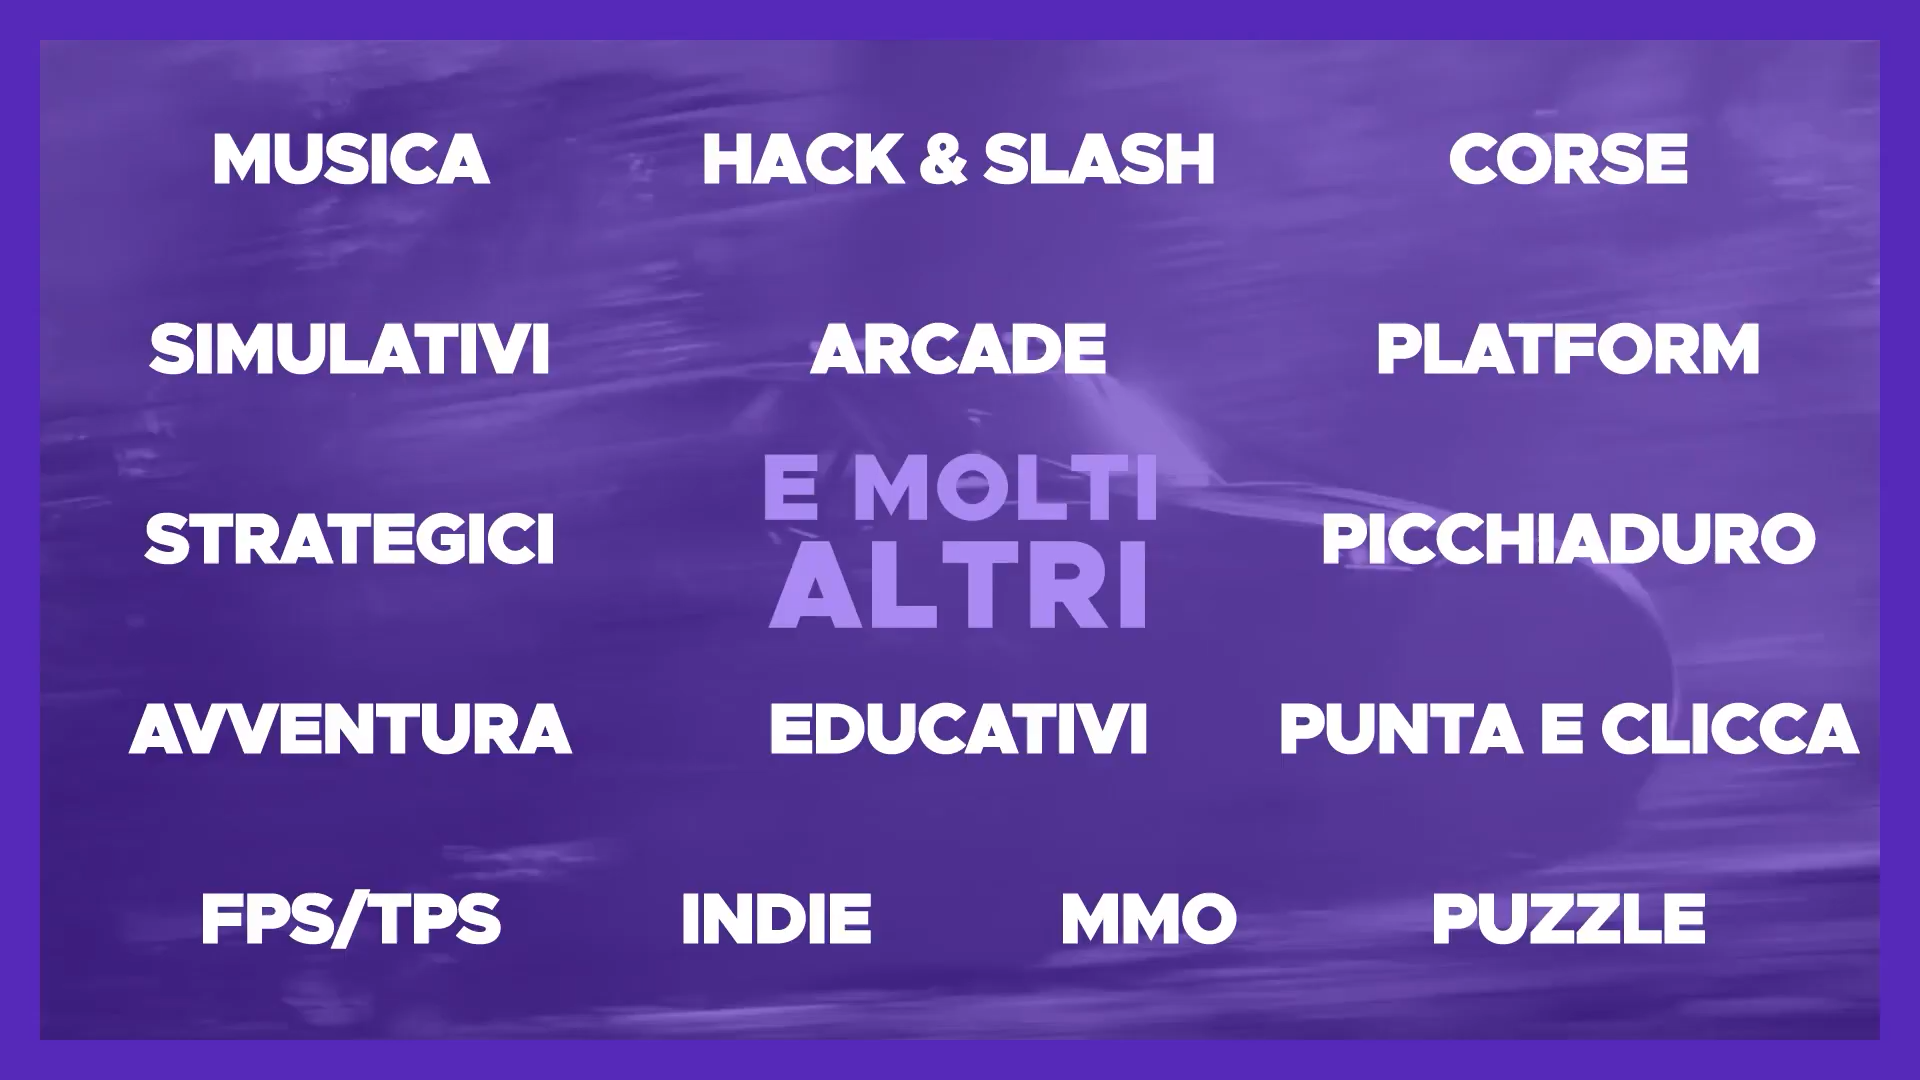 MUSICA
HACK & SLASH
CORSE
SIMULATIVI
ARCADE
PLATFORM
STRATEGICI
E MOLTI
ALTRI
PICCHIADURO
AVVENTURA
EDUCATIVI
PUNTA E CLICCA
FPS/TPS
INDIE
MMO
PUZZLE